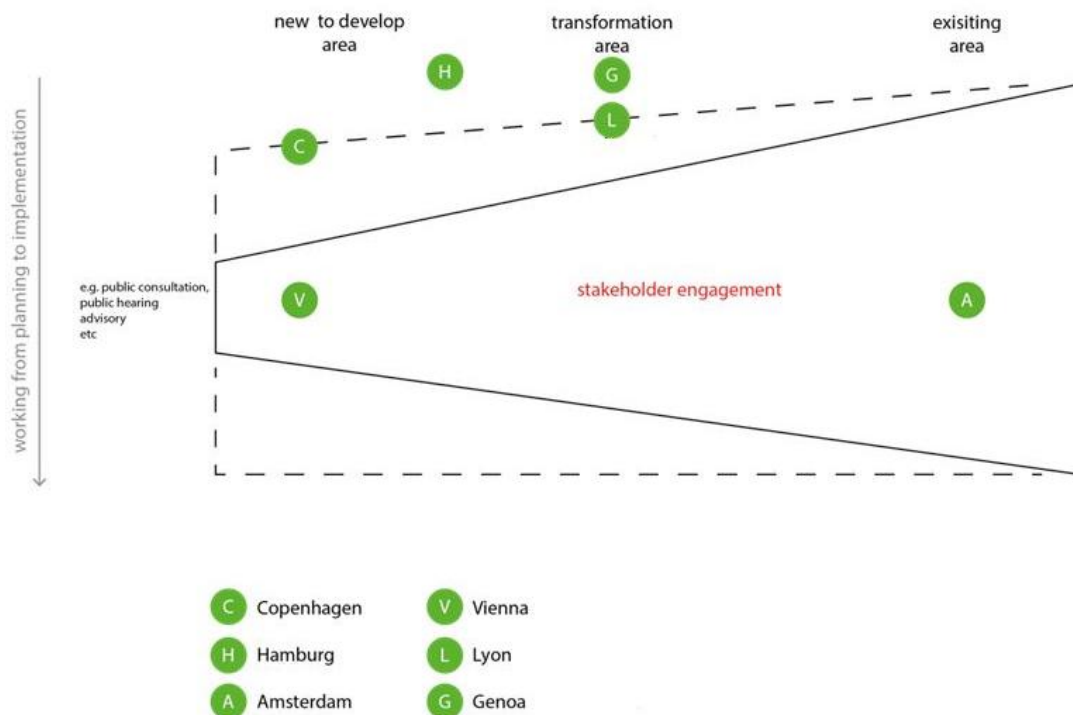 new to develop
area
transformation
area
exisiting
area
H
G
L
C
working from planning to implementation
e.g. public consultation,
public hearing
advisory
etc
V
stakeholder engagement
A
C Copenhagen
V Vienna
H Hamburg
L Lyon
A Amsterdam
G Genoa